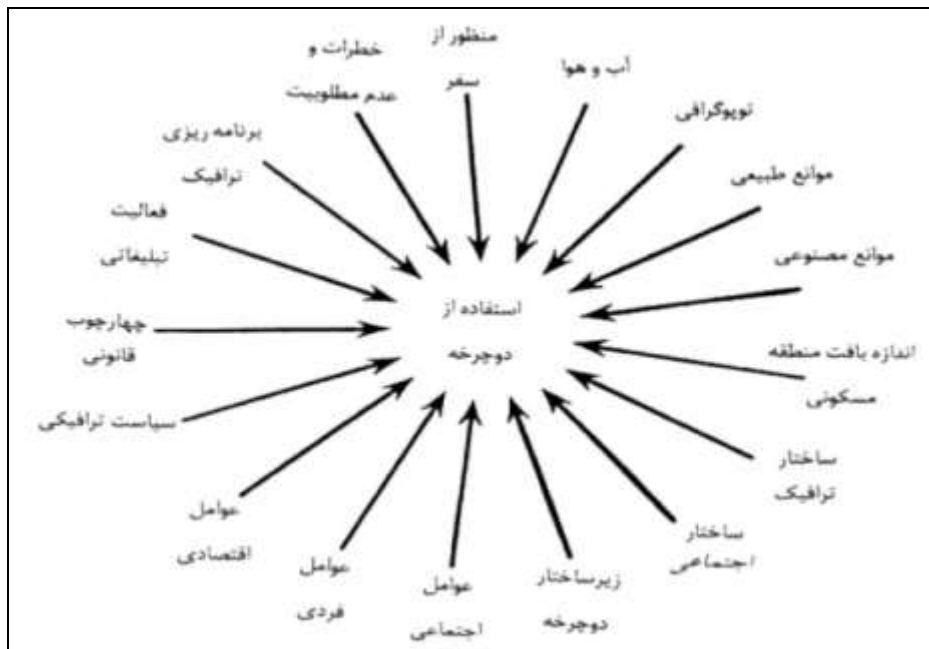 منظور از
سفر
آب و هوا
توپوگرافی
موانع طبیعی
موانع مصنوعی
اندازه بافت منطقه
مسکونی
ساختار
ترافیک
ساختار
اجتماعی
زیرساختار
دوچرخه
عوامل
اجتماعی
عوامل
فردی
عوامل
اقتصادی
سیاست ترافیکی
چهارچوب
قانونی
فعالیت
تبلیغاتی
برنامه ریزی
ترافیک
خطرات و
عدم مطلوبیت
استفاده از
دوچرخه